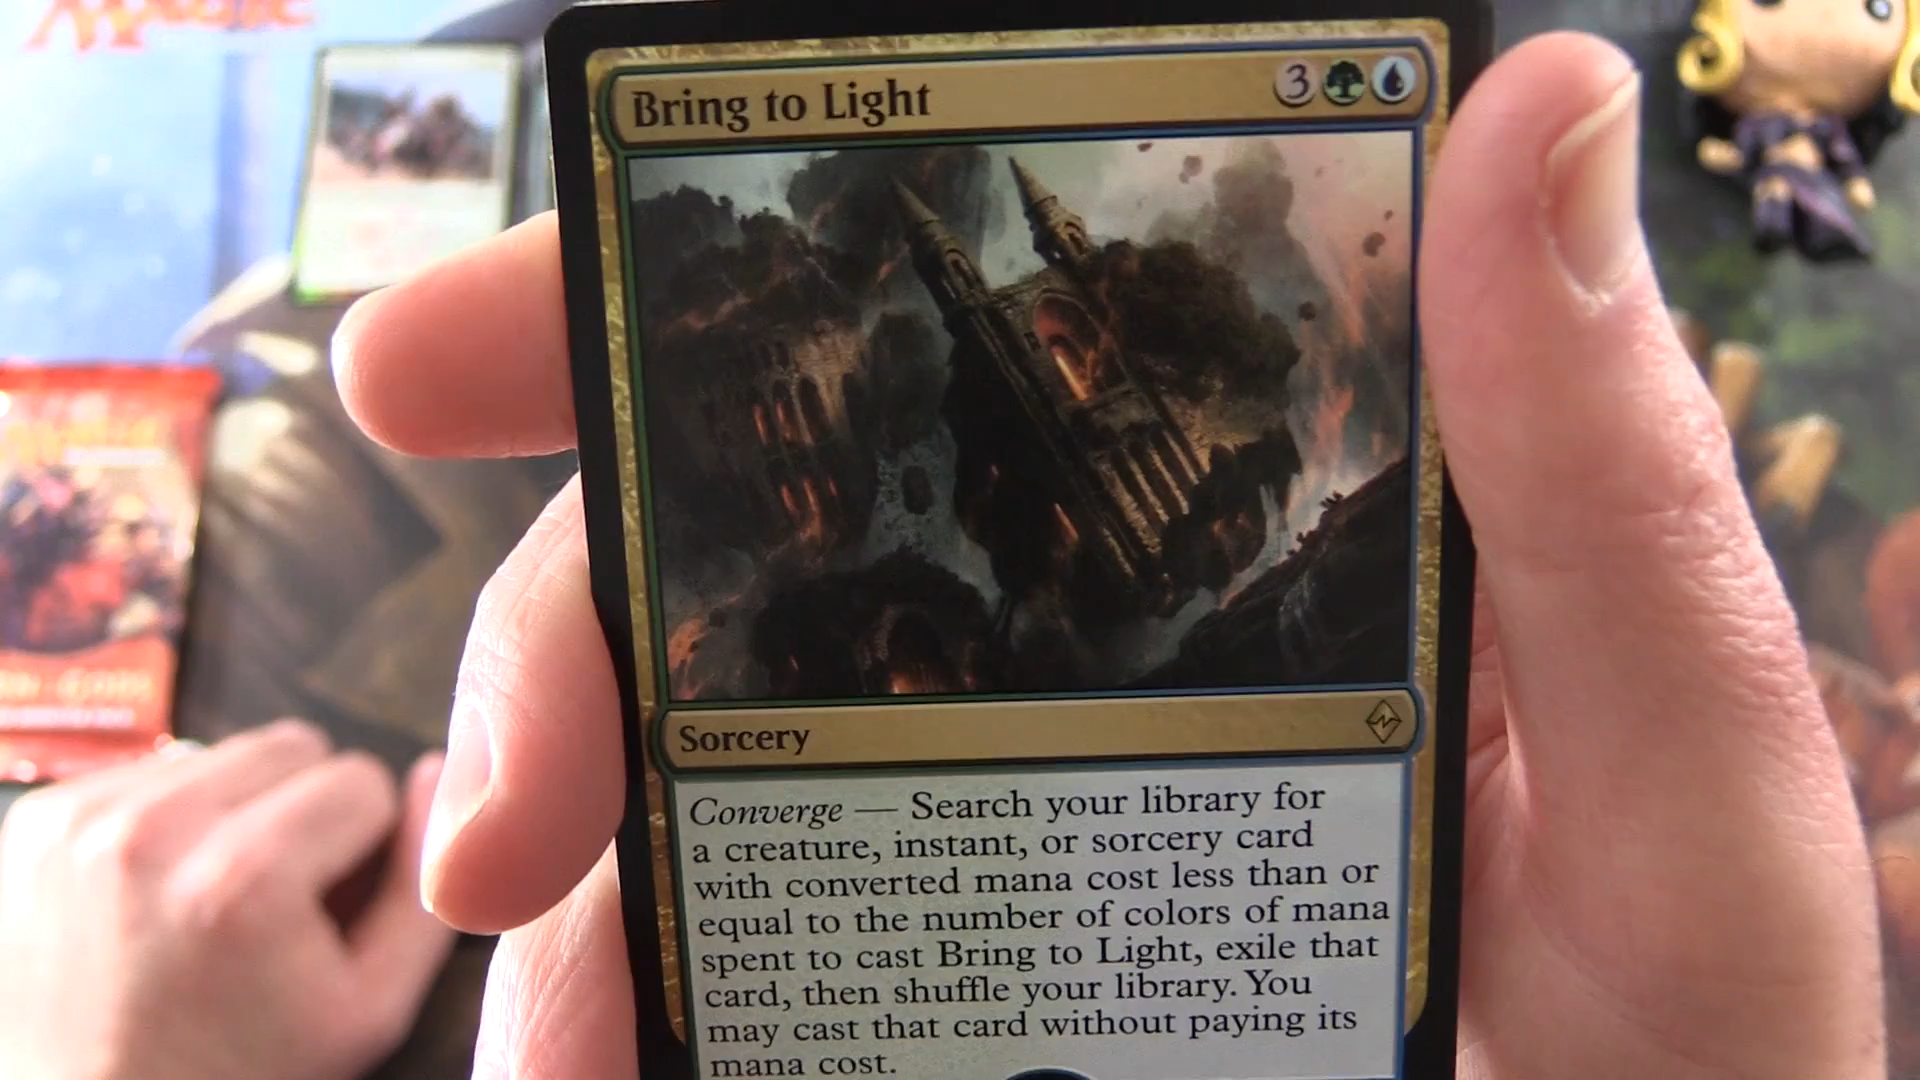 Magic
Bring to Light 3
Sorcery
Converge — Search your library for
a creature, instant, or sorcery card
with converted mana cost less than or
equal to the number of colors of mana
spent to cast Bring to Light, exile that
card, then shuffle your library. You
may cast that card without paying its
mana cost.